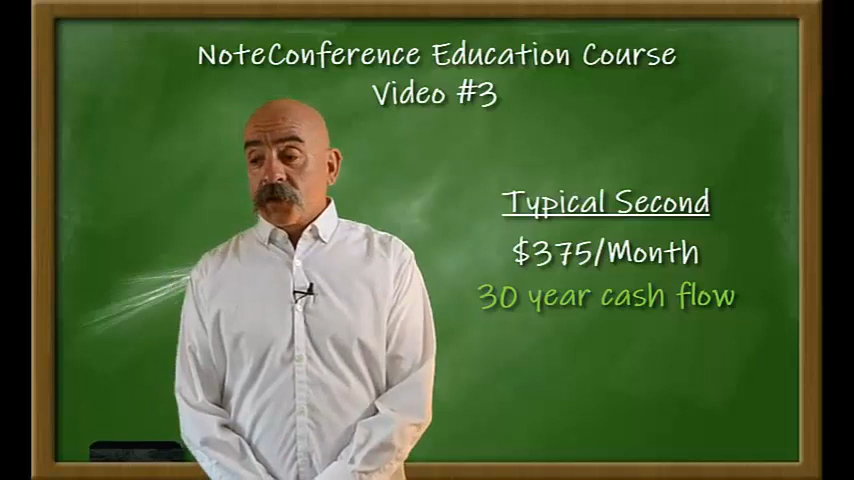 NoteConference Education Course
Video #3
Typical Second
$375/Month
30 year cash flow